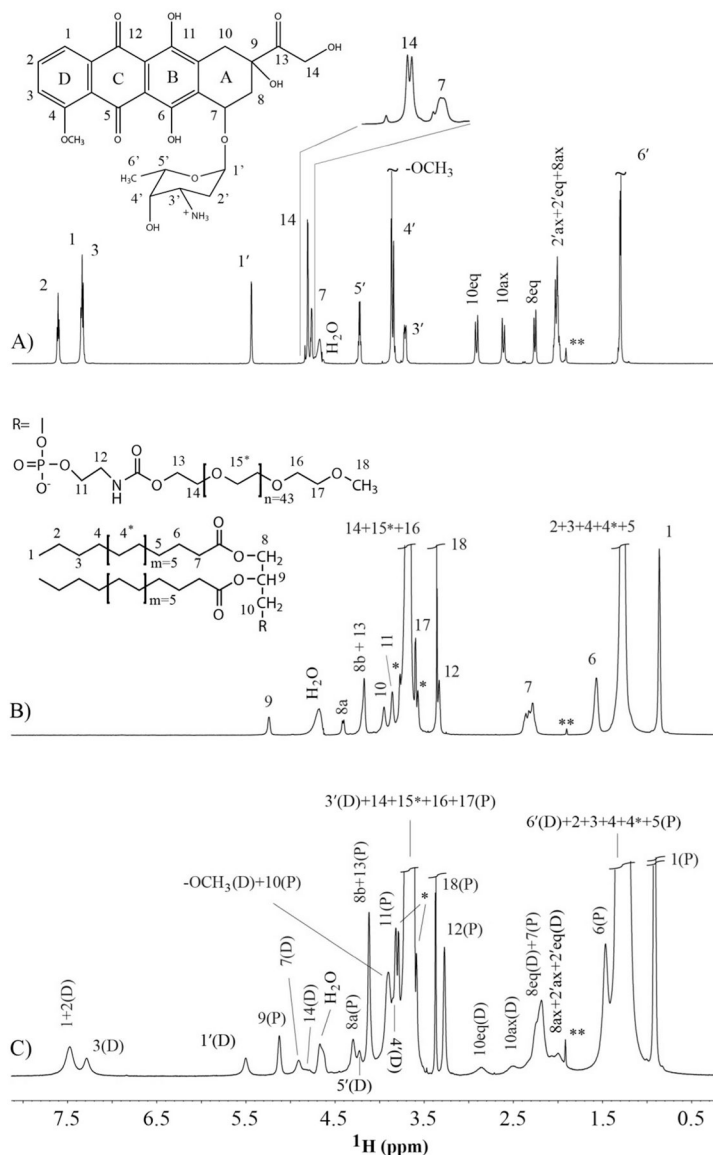 O
OH
OH
O
1
12
11
10
9
13
OH
2
D
C
B
A
OH
14
3
8
4
5
6
7
OCH₃
O
OH
O
6'
5'
H₃C
O
1'
4'
3'
2'
HO
⁺NH₃
14
7
~
-OCH₃
6'
~
14
4'
2'ax+2'eq+8ax
1
3
2
1'
7
H₂O
5'
3'
10eq
10ax
8eq
**
A)
R=
O
O=P-O
O⁻
12
O
11
N
H
O
13
14
O
15*
O
n=43
16
O
17
O
18
CH₃
2
4
4*
5
6
O
8
1
3
m=5
7
O
CH
9
m=5
O
O
CH₂
10
R
14+15*+16
18
2+3+4+4*+5
1
9
H₂O
8a
8b + 13
10
11
*
17
*
12
7
**
6
B)
3'(D)+14+15*+16+17(P)
6'(D)+2+3+4+4*+5(P)
-OCH₃(D)+10(P)
8b+13(P)
11(P)
*
18(P)
12(P)
1(P)
6(P)
1+2(D)
3(D)
1'(D)
9(P)
7(D)
14(D)
H₂O
8a(P)
5'(D)
4'(D)
10eq(D)
10ax(D)
8eq(D)+7(P)
8ax+2'ax+2'eq(D)
**
C)
7.5 6.5 5.5 4.5 3.5 2.5 1.5 0.5
¹H (ppm)